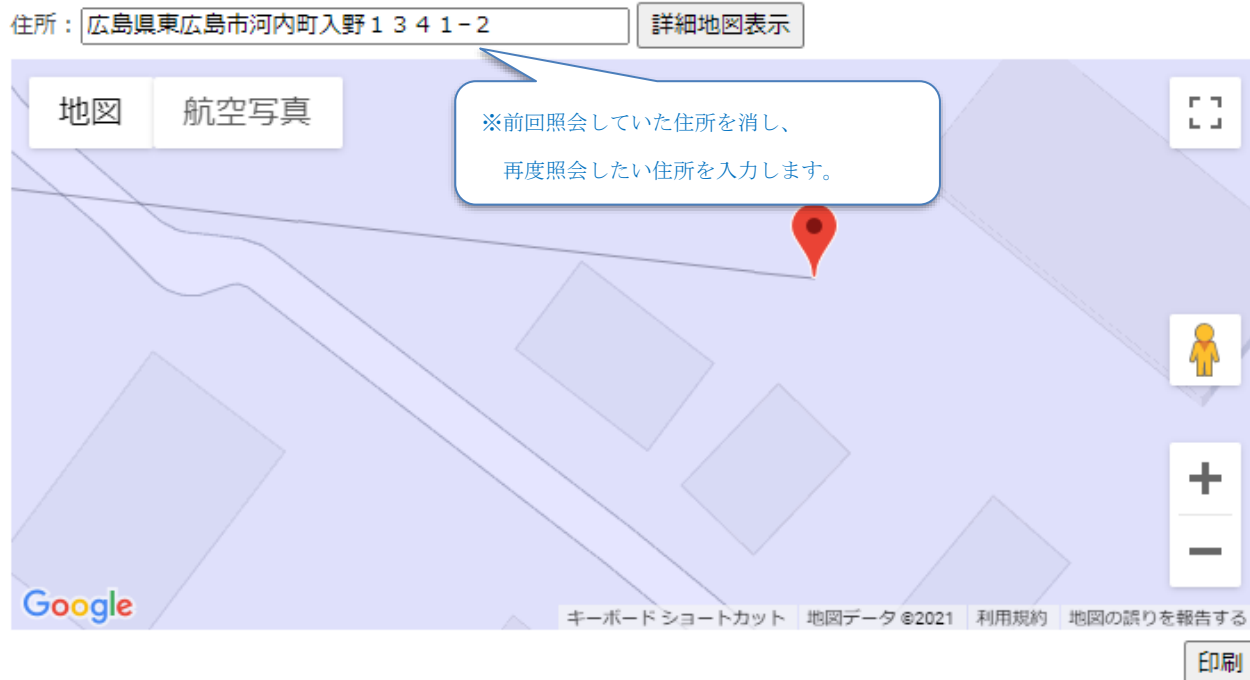 住所：広島県東広島市河内町入野１３４１−２ 詳細地図表示
地図 航空写真
※前回照会していた住所を消し、
再度照会したい住所を入力します。
Google
キーボード ショートカット 地図データ ©2021 利用規約 地図の誤りを報告する
印刷